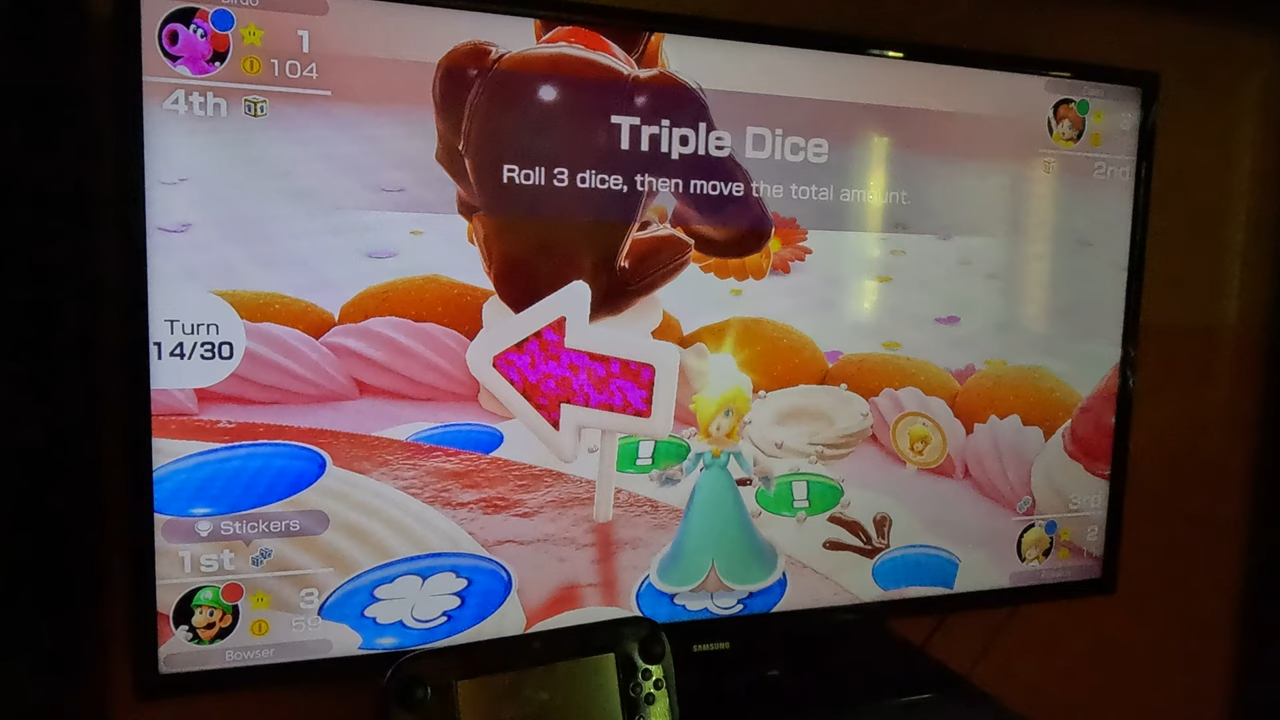 Birdo
1
104
4th
Triple Dice
Roll 3 dice, then move the total amount.
2nd
Turn
14/30
Stickers
1st
3
59
Bowser
3rd
2
SAMSUNG